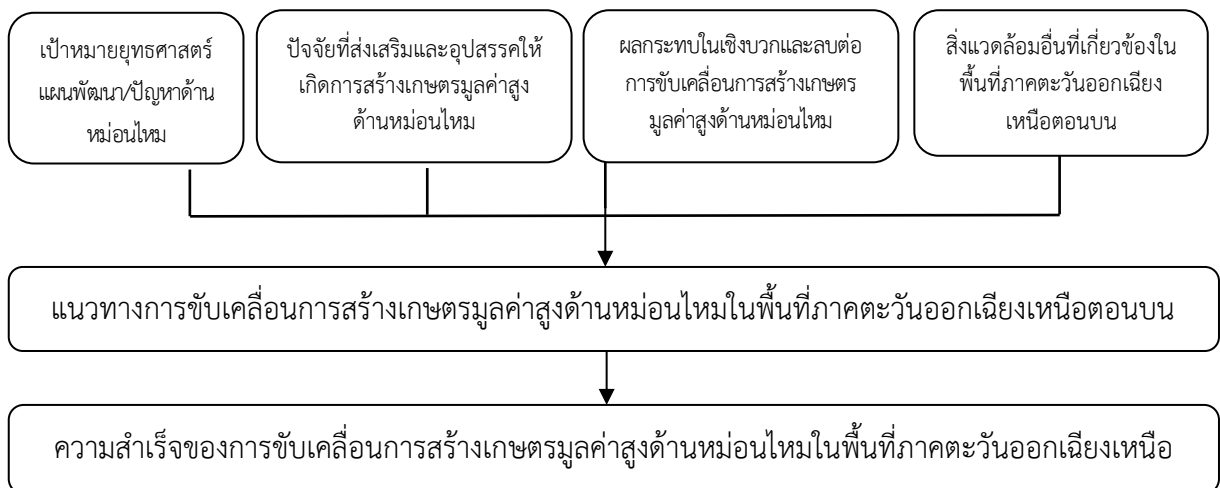 เป้าหมายยุทธศาสตร์
แผนพัฒนา/ปัญหาด้าน
หม่อนไหม
ปัจจัยที่ส่งเสริมและอุปสรรคให้
เกิดการสร้างเกษตรมูลค่าสูง
ด้านหม่อนไหม
ผลกระทบในเชิงบวกและลบต่อ
การขับเคลื่อนการสร้างเกษตร
มูลค่าสูงด้านหม่อนไหม
สิ่งแวดล้อมอื่นที่เกี่ยวข้องใน
พื้นที่ภาคตะวันออกเฉียง
เหนือตอนบน
แนวทางการขับเคลื่อนการสร้างเกษตรมูลค่าสูงด้านหม่อนไหมในพื้นที่ภาคตะวันออกเฉียงเหนือตอนบน
ความสำเร็จของการขับเคลื่อนการสร้างเกษตรมูลค่าสูงด้านหม่อนไหมในพื้นที่ภาคตะวันออกเฉียงเหนือ